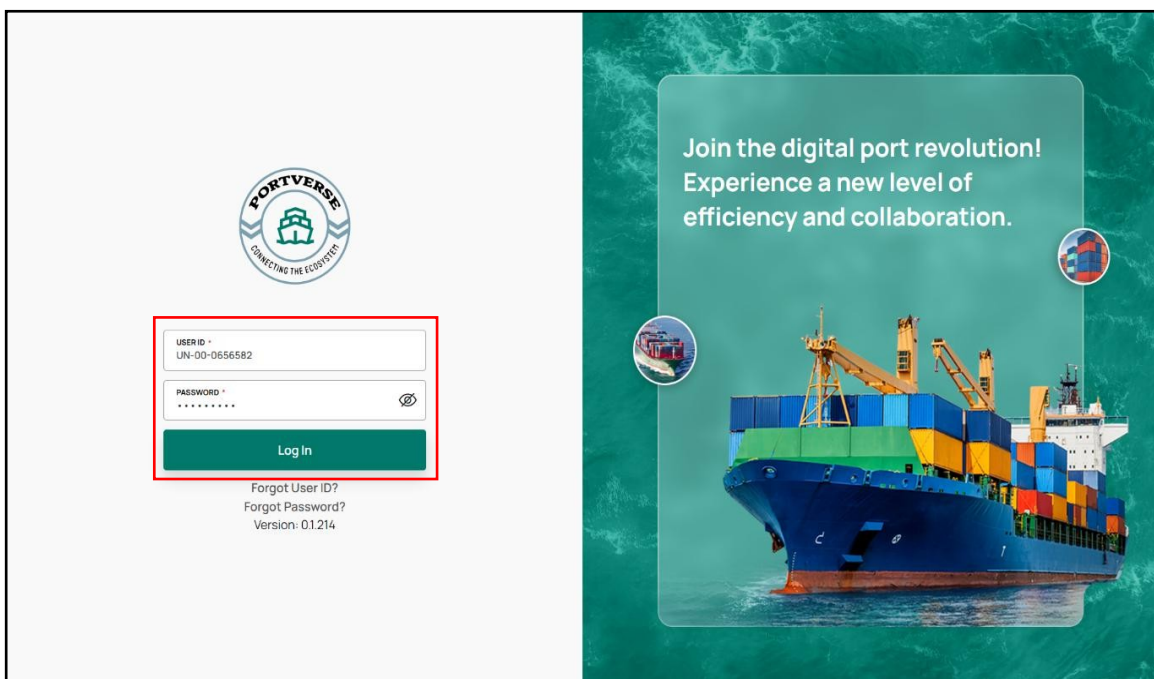 PORTVERSE
CONNECTING THE ECOSYSTEM
USER ID *
UN-00-0656582
PASSWORD *
•••••••••
Log In
Forgot User ID?
Forgot Password?
Version: 0.1.214
Join the digital port revolution!
Experience a new level of
efficiency and collaboration.